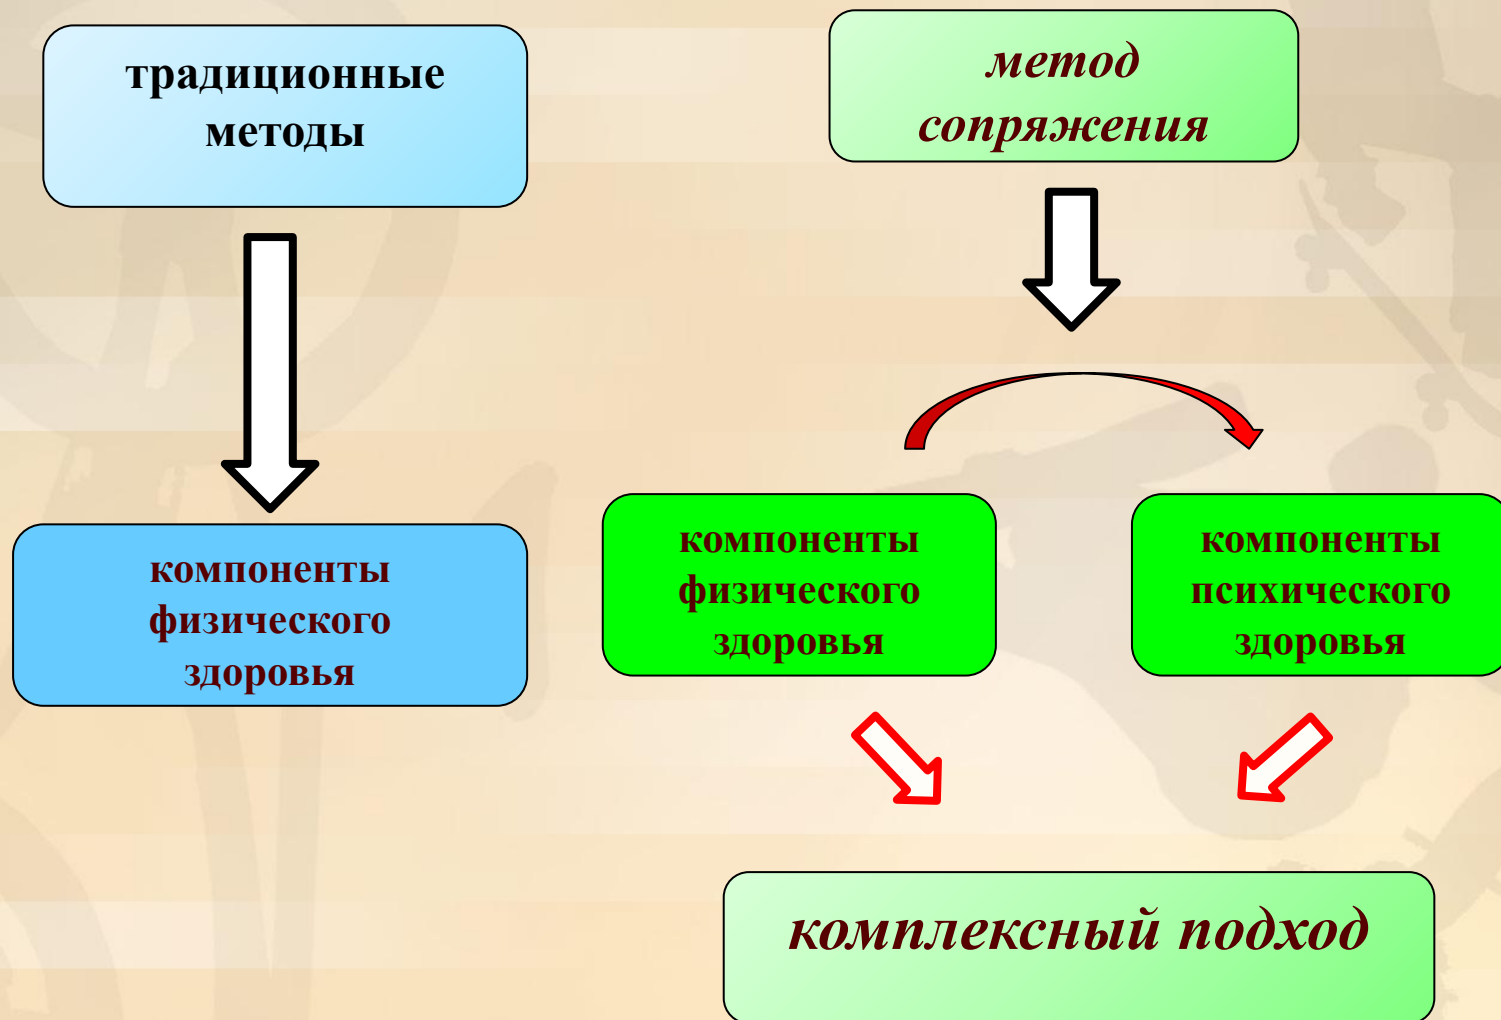 традиционные
методы
метод
сопряжения
компоненты
физического
здоровья
компоненты
физического
здоровья
компоненты
психического
здоровья
комплексный подход